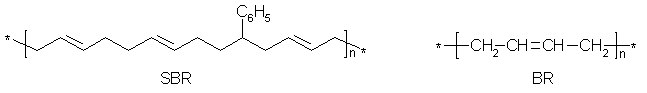 C6H5
*[ ]n* *[CH2—CH=CH—CH2]n*
SBR BR